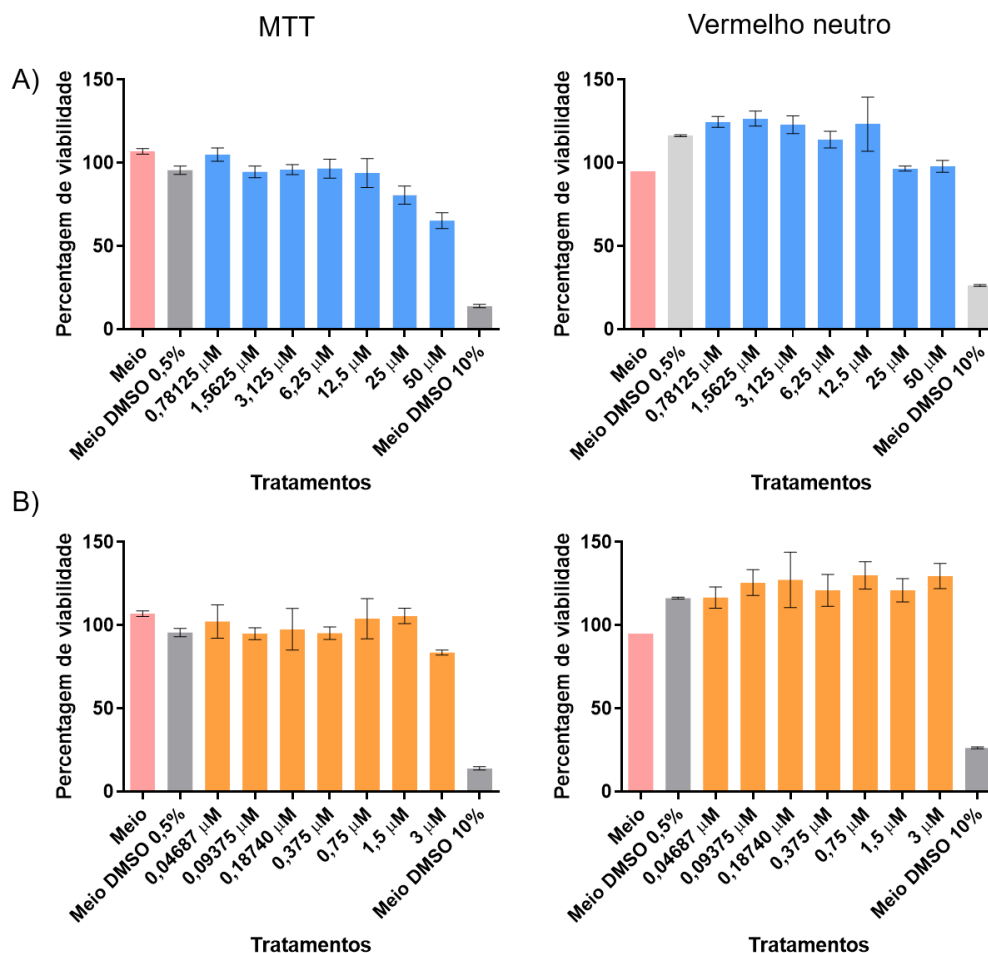 MTT
Vermelho neutro
A)
Percentagem de viabilidade
150
100
50
0
Meio
Meio DMSO 0,5%
0,78125 µM
1,5625 µM
3,125 µM
6,25 µM
12,5 µM
25 µM
50 µM
Meio DMSO 10%
Tratamentos
Percentagem de viabilidade
150
100
50
0
Meio
Meio DMSO 0,5%
0,78125 µM
1,5625 µM
3,125 µM
6,25 µM
12,5 µM
25 µM
50 µM
Meio DMSO 10%
Tratamentos
B)
Percentagem de viabilidade
150
100
50
0
Meio
Meio DMSO 0,5%
0,04687 µM
0,09375 µM
0,18740 µM
0,375 µM
0,75 µM
1,5 µM
3 µM
Meio DMSO 10%
Tratamentos
Percentagem de viabilidade
150
100
50
0
Meio
Meio DMSO 0,5%
0,04687 µM
0,09375 µM
0,18740 µM
0,375 µM
0,75 µM
1,5 µM
3 µM
Meio DMSO 10%
Tratamentos